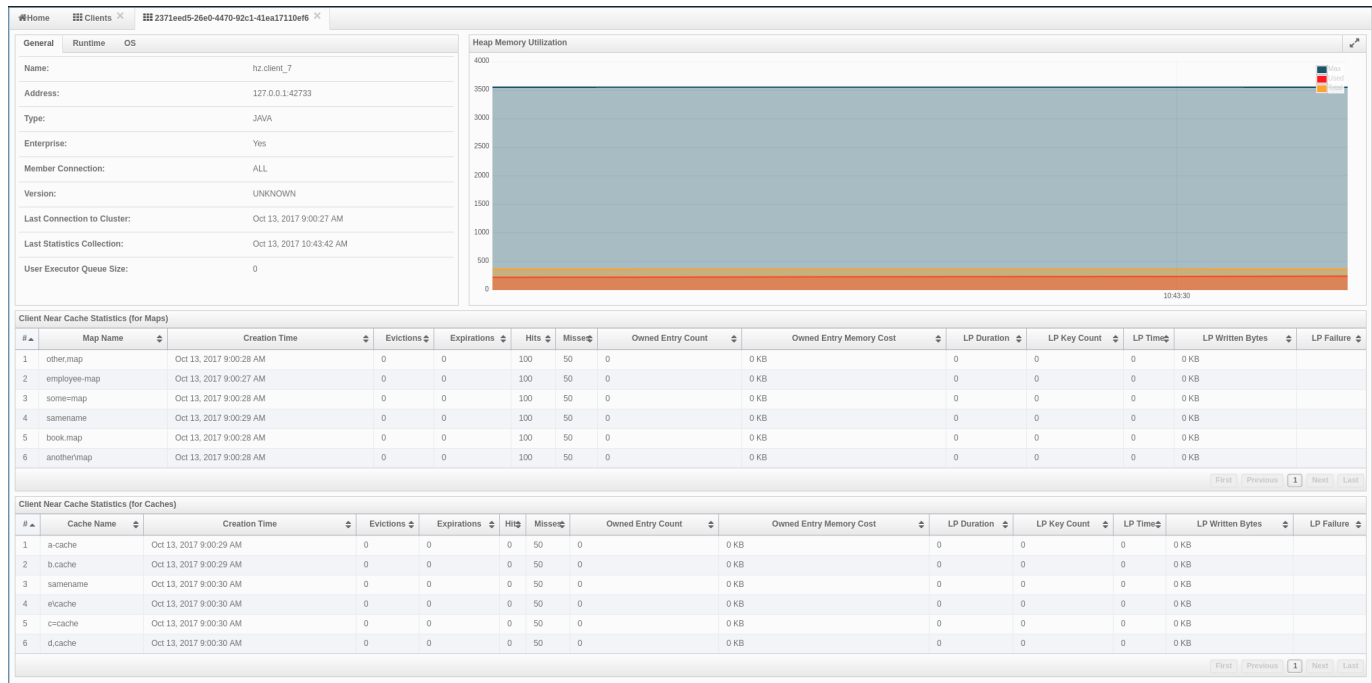 Home Clients 2371eed5-26e0-4470-92c1-41ea17110ef6
General Runtime OS
Name: hz.client_7
Address: 127.0.0.1:42733
Type: JAVA
Enterprise: Yes
Member Connection: ALL
Version: UNKNOWN
Last Connection to Cluster: Oct 13, 2017 9:00:27 AM
Last Statistics Collection: Oct 13, 2017 10:43:42 AM
User Executor Queue Size: 0
Heap Memory Utilization
4000
Max
Used
3500
3000
2500
2000
1500
1000
500
0
10:43:30
Client Near Cache Statistics (for Maps)
# Map Name Creation Time Evictions Expirations Hits Misses Owned Entry Count Owned Entry Memory Cost LP Duration LP Key Count LP Time LP Written Bytes LP Failure
1 other,map Oct 13, 2017 9:00:28 AM 0 0 100 50 0 0 KB 0 0 0 0 KB
2 employee-map Oct 13, 2017 9:00:27 AM 0 0 100 50 0 0 KB 0 0 0 0 KB
3 some=map Oct 13, 2017 9:00:28 AM 0 0 100 50 0 0 KB 0 0 0 0 KB
4 samename Oct 13, 2017 9:00:29 AM 0 0 100 50 0 0 KB 0 0 0 0 KB
5 book.map Oct 13, 2017 9:00:28 AM 0 0 100 50 0 0 KB 0 0 0 0 KB
6 another\map Oct 13, 2017 9:00:28 AM 0 0 100 50 0 0 KB 0 0 0 0 KB
First Previous 1 Next Last
Client Near Cache Statistics (for Caches)
# Cache Name Creation Time Evictions Expirations Hits Misses Owned Entry Count Owned Entry Memory Cost LP Duration LP Key Count LP Time LP Written Bytes LP Failure
1 a-cache Oct 13, 2017 9:00:29 AM 0 0 0 50 0 0 KB 0 0 0 0 KB
2 b.cache Oct 13, 2017 9:00:29 AM 0 0 0 50 0 0 KB 0 0 0 0 KB
3 samename Oct 13, 2017 9:00:30 AM 0 0 0 50 0 0 KB 0 0 0 0 KB
4 e\cache Oct 13, 2017 9:00:30 AM 0 0 0 50 0 0 KB 0 0 0 0 KB
5 c=cache Oct 13, 2017 9:00:30 AM 0 0 0 50 0 0 KB 0 0 0 0 KB
6 d,cache Oct 13, 2017 9:00:30 AM 0 0 0 50 0 0 KB 0 0 0 0 KB
First Previous 1 Next Last